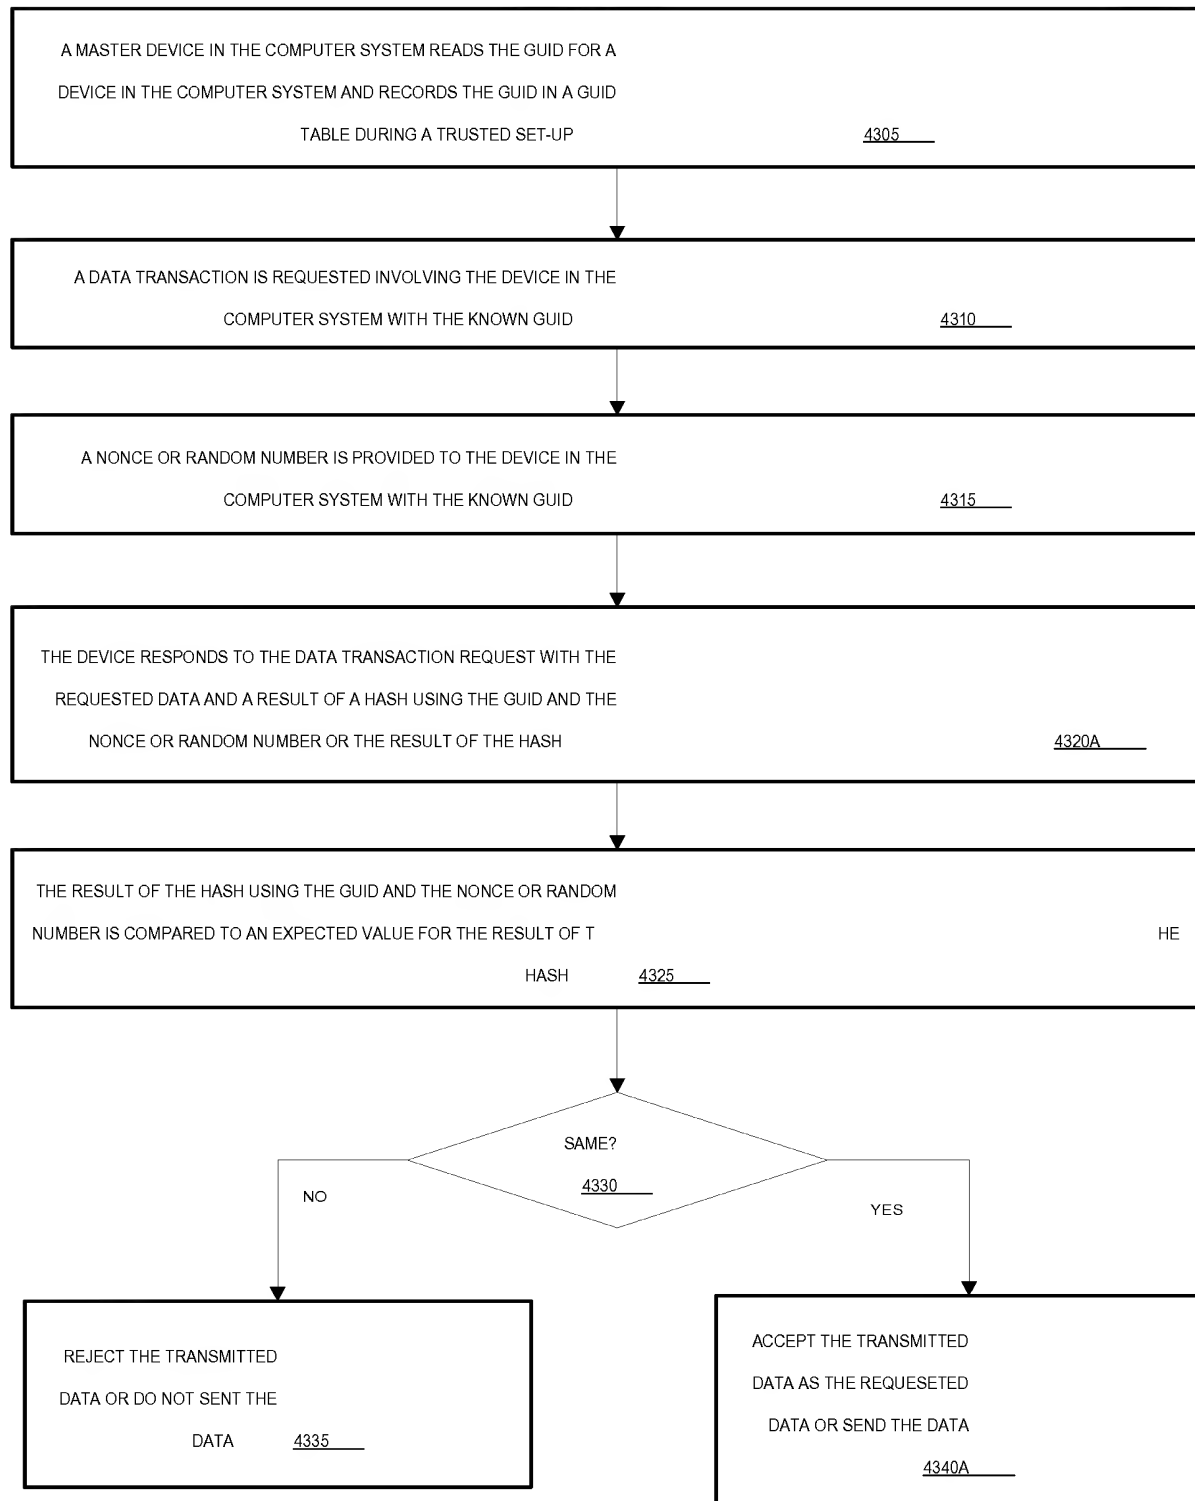 A MASTER DEVICE IN THE COMPUTER SYSTEM READS THE GUID FOR A
DEVICE IN THE COMPUTER SYSTEM AND RECORDS THE GUID IN A GUID
TABLE DURING A TRUSTED SET-UP 4305
A DATA TRANSACTION IS REQUESTED INVOLVING THE DEVICE IN THE
COMPUTER SYSTEM WITH THE KNOWN GUID 4310
A NONCE OR RANDOM NUMBER IS PROVIDED TO THE DEVICE IN THE
COMPUTER SYSTEM WITH THE KNOWN GUID 4315
THE DEVICE RESPONDS TO THE DATA TRANSACTION REQUEST WITH THE
REQUESTED DATA AND A RESULT OF A HASH USING THE GUID AND THE
NONCE OR RANDOM NUMBER OR THE RESULT OF THE HASH 4320A
THE RESULT OF THE HASH USING THE GUID AND THE NONCE OR RANDOM
NUMBER IS COMPARED TO AN EXPECTED VALUE FOR THE RESULT OF T HE
HASH 4325
SAME?
4330
NO
YES
REJECT THE TRANSMITTED
DATA OR DO NOT SENT THE
DATA 4335
ACCEPT THE TRANSMITTED
DATA AS THE REQUESETED
DATA OR SEND THE DATA
4340A